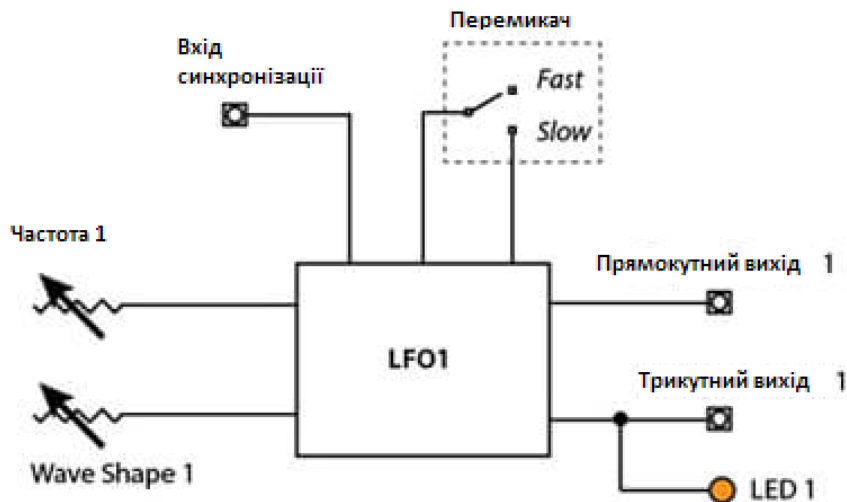 Перемикач
Вхід
синхронізації
Fast
Slow
Частота 1
Прямокутний вихід 1
LFO1
Трикутний вихід 1
Wave Shape 1
LED 1